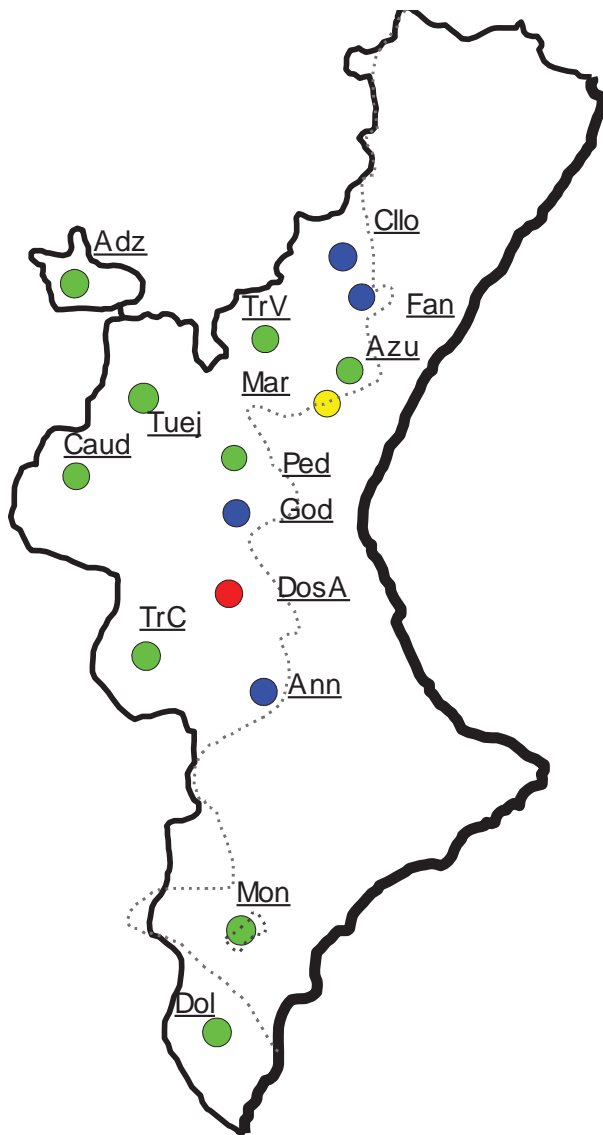 Cllo
Adz
Fan
TrV
Azu
Mar
Tuej
Caud
Ped
God
DosA
TrC
Ann
Mon
Dol